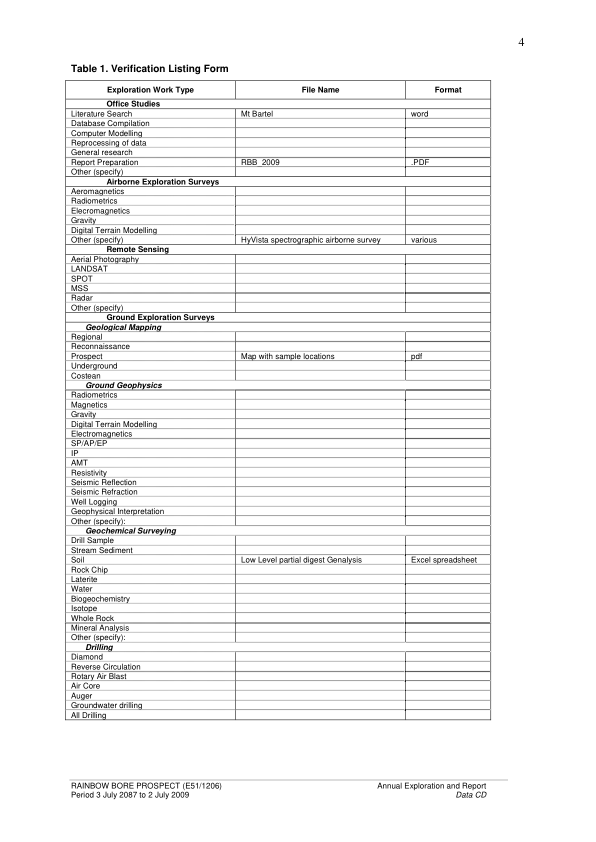 4
Table 1. Verification Listing Form
Exploration Work Type File Name Format
Office Studies
Literature Search Mt Bartel word
Database Compilation
Computer Modelling
Reprocessing of data
General research
Report Preparation RBB_2009 .PDF
Other (specify)
Airborne Exploration Surveys
Aeromagnetics
Radiometrics
Elecromagnetics
Gravity
Digital Terrain Modelling
Other (specify) HyVista spectrographic airborne survey various
Remote Sensing
Aerial Photography
LANDSAT
SPOT
MSS
Radar
Other (specify)
Ground Exploration Surveys
Geological Mapping
Regional
Reconnaissance
Prospect Map with sample locations pdf
Underground
Costean
Ground Geophysics
Radiometrics
Magnetics
Gravity
Digital Terrain Modelling
Electromagnetics
SP/AP/EP
IP
AMT
Resistivity
Seismic Reflection
Seismic Refraction
Well Logging
Geophysical Interpretation
Other (specify):
Geochemical Surveying
Drill Sample
Stream Sediment
Soil Low Level partial digest Genalysis Excel spreadsheet
Rock Chip
Laterite
Water
Biogeochemistry
Isotope
Whole Rock
Mineral Analysis
Other (specify):
Drilling
Diamond
Reverse Circulation
Rotary Air Blast
Air Core
Auger
Groundwater drilling
All Drilling
RAINBOW BORE PROSPECT (E51/1206) Annual Exploration and Report
Period 3 July 2087 to 2 July 2009 Data CD